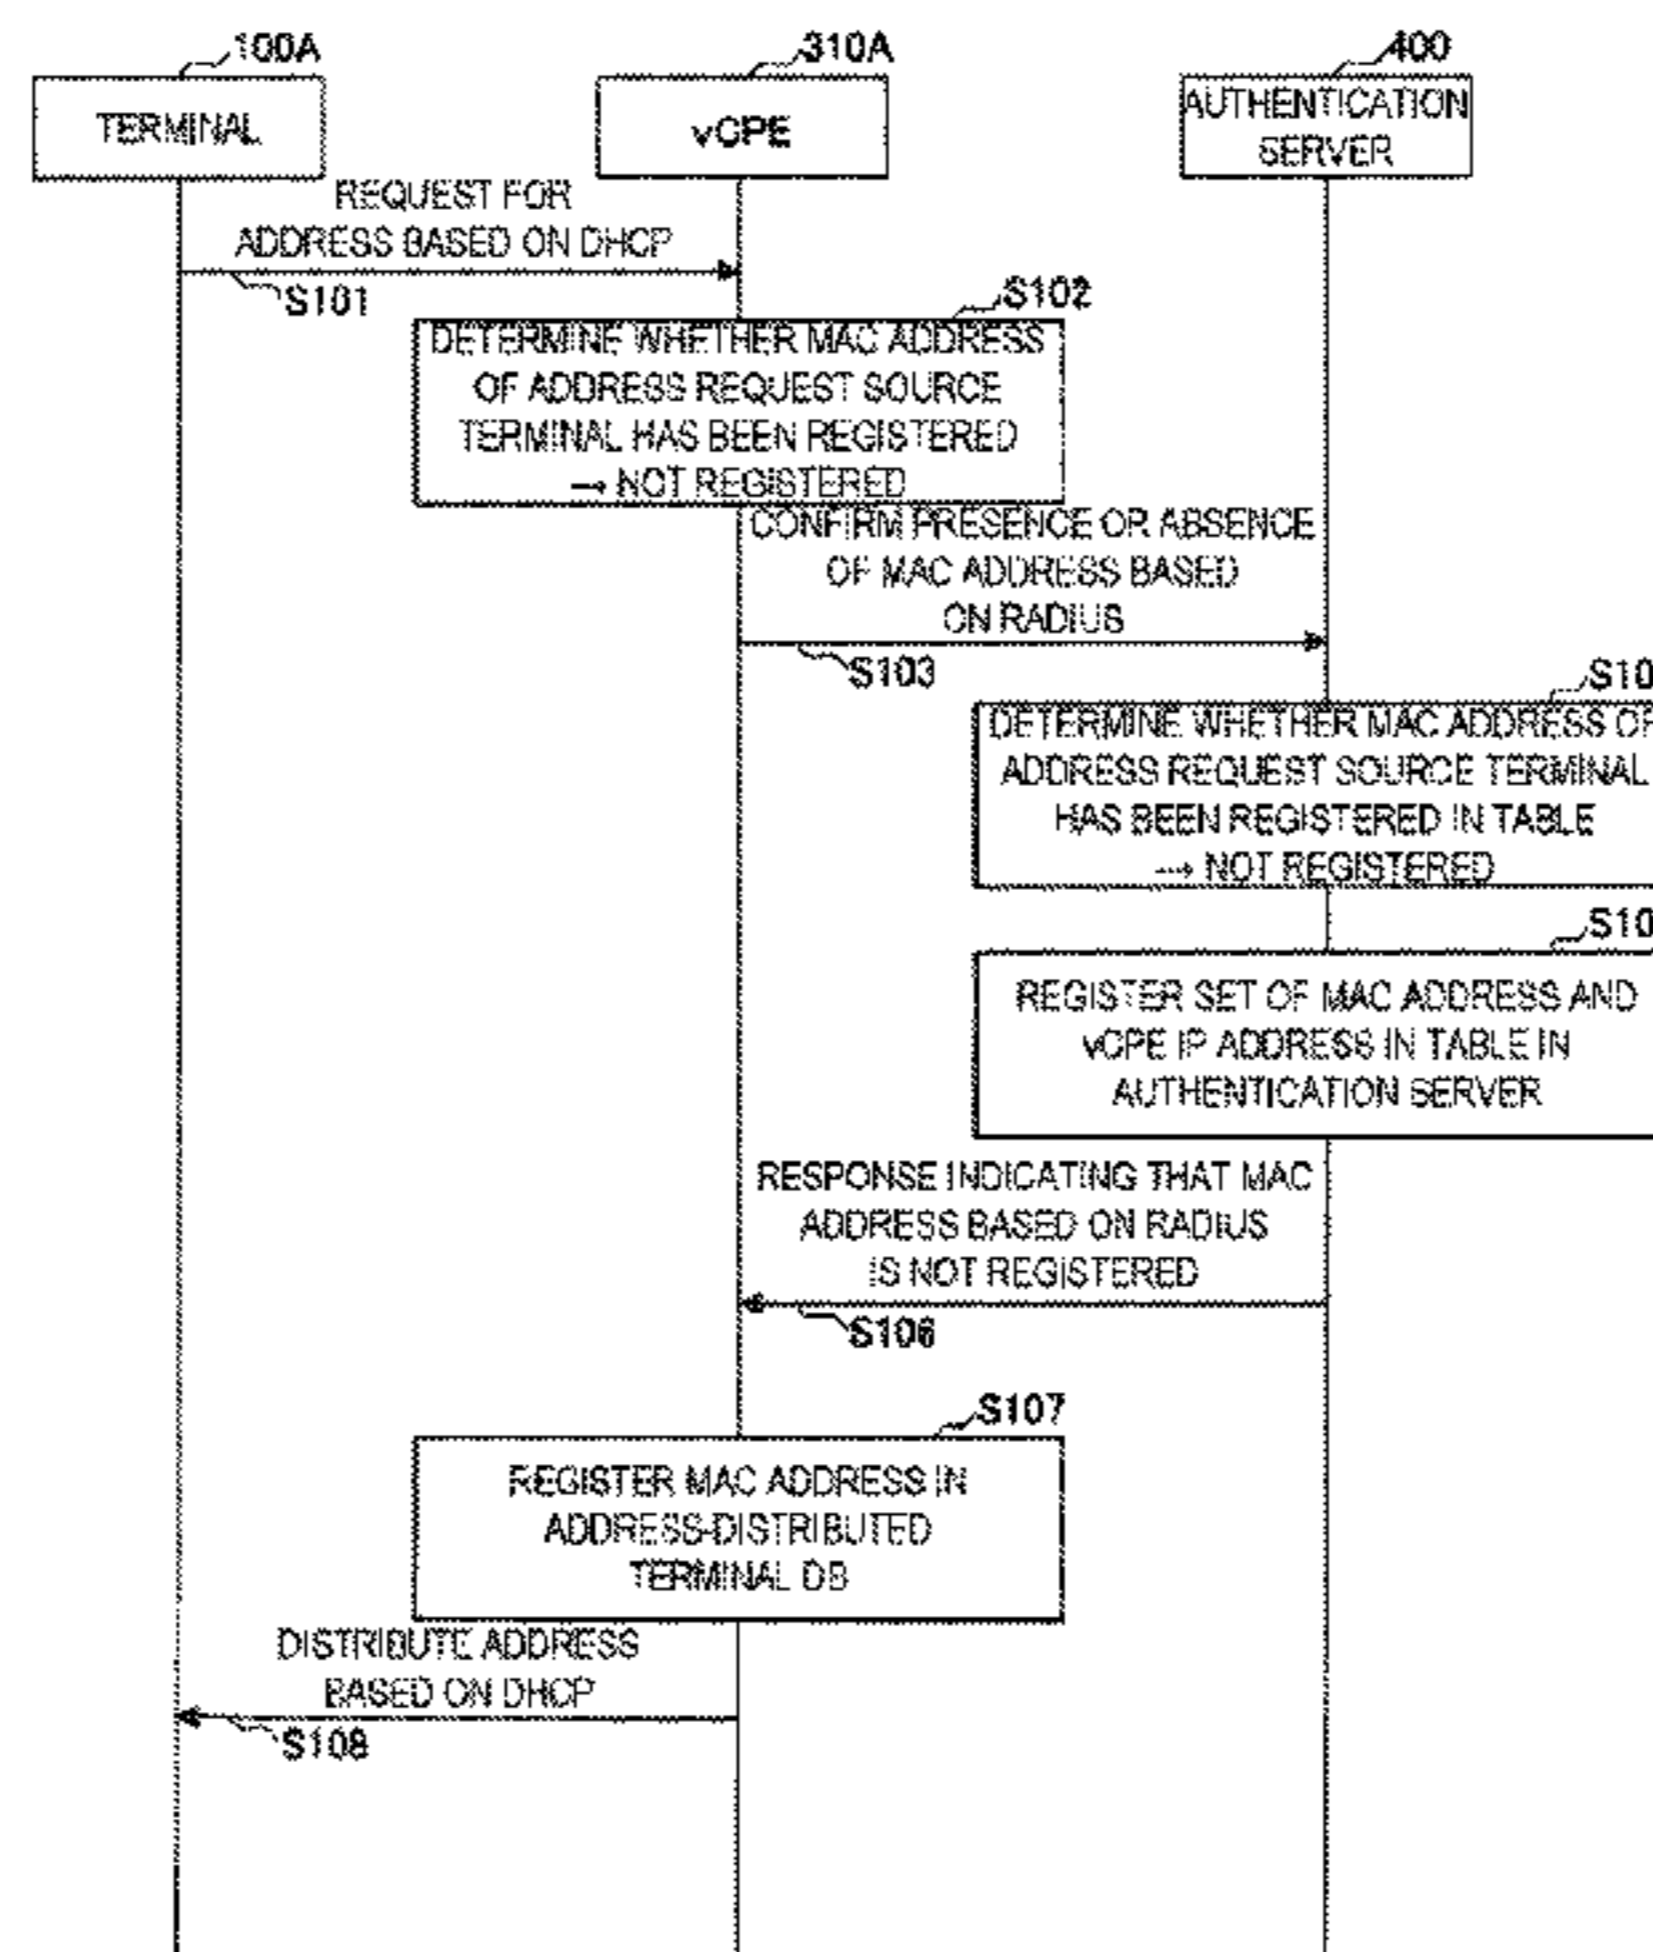 100A
310A
400
TERMINAL
vCPE
AUTHENTICATION
SERVER
REQUEST FOR
ADDRESS BASED ON DHCP
S101
S102
DETERMINE WHETHER MAC ADDRESS
OF ADDRESS REQUEST SOURCE
TERMINAL HAS BEEN REGISTERED
→ NOT REGISTERED
CONFIRM PRESENCE OR ABSENCE
OF MAC ADDRESS BASED
ON RADIUS
S103
S10
DETERMINE WHETHER MAC ADDRESS OF
ADDRESS REQUEST SOURCE TERMINAL
HAS BEEN REGISTERED IN TABLE
→ NOT REGISTERED
S10
REGISTER SET OF MAC ADDRESS AND
vCPE IP ADDRESS IN TABLE IN
AUTHENTICATION SERVER
RESPONSE INDICATING THAT MAC
ADDRESS BASED ON RADIUS
IS NOT REGISTERED
S106
S107
REGISTER MAC ADDRESS IN
ADDRESS-DISTRIBUTED
TERMINAL DB
DISTRIBUTE ADDRESS
BASED ON DHCP
S108